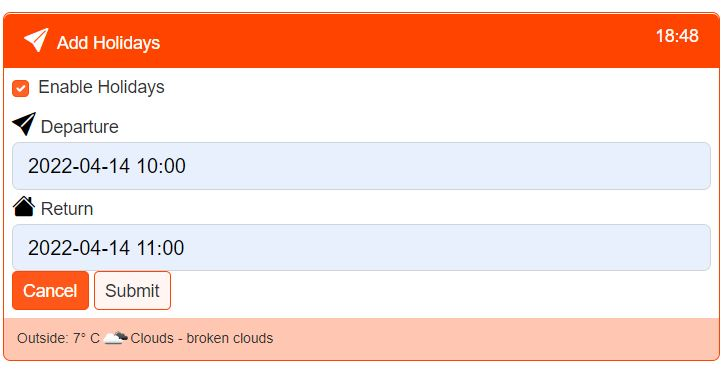 Add Holidays 18:48
Enable Holidays
Departure
2022-04-14 10:00
Return
2022-04-14 11:00
Cancel Submit
Outside: 7° C Clouds - broken clouds